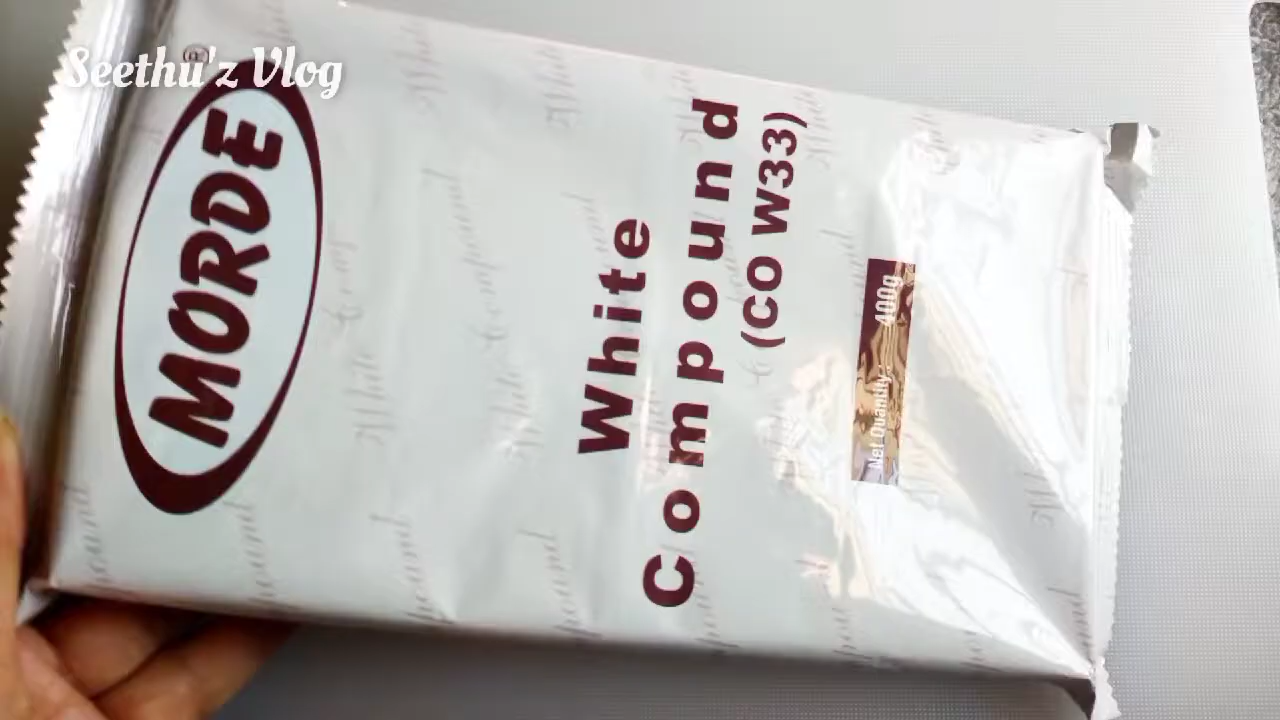 Seethu'z Vlog
MORDE®
White
Compound
(CO W33)
Net Quantity : 400g